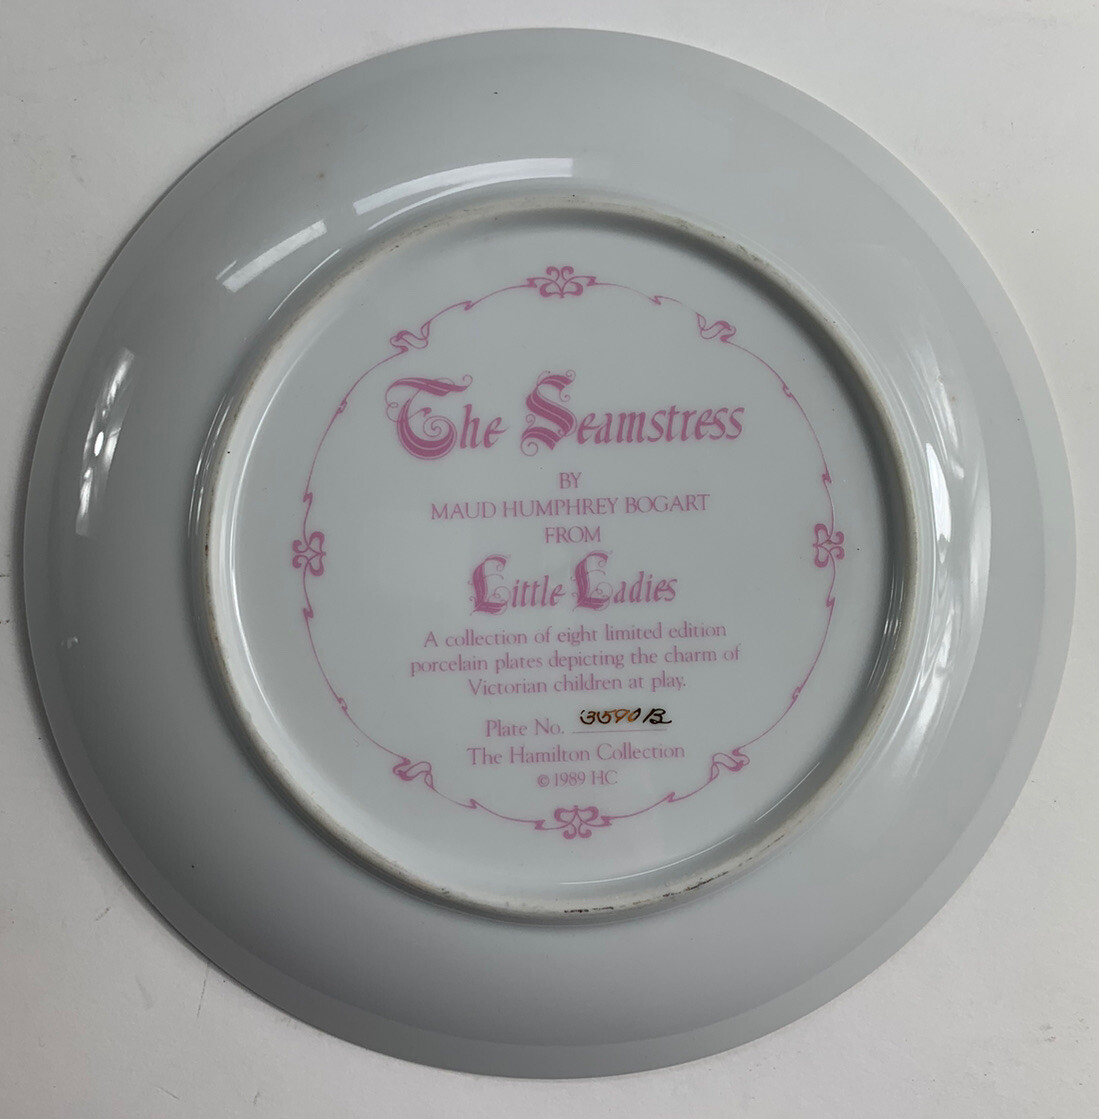 The Seamstress
BY
MAUD HUMPHREY BOGART
FROM
Little Ladies
A collection of eight limited edition
porcelain plates depicting the charm of
Victorian children at play.
Plate No. 3590B
The Hamilton Collection
© 1989 HC